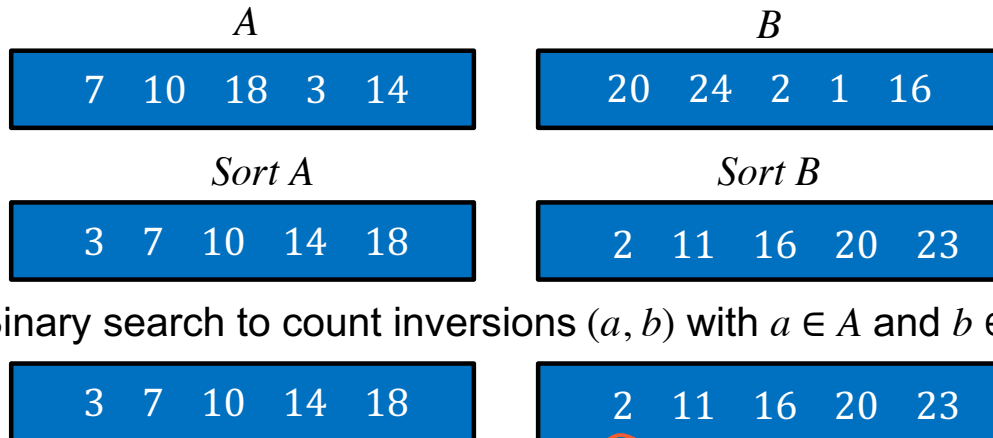 A B
7 10 18 3 14 20 24 2 1 16
Sort A Sort B
3 7 10 14 18 2 11 16 20 23
inary search to count inversions (a, b) with a ∈ A and b ∈
3 7 10 14 18 2 11 16 20 23